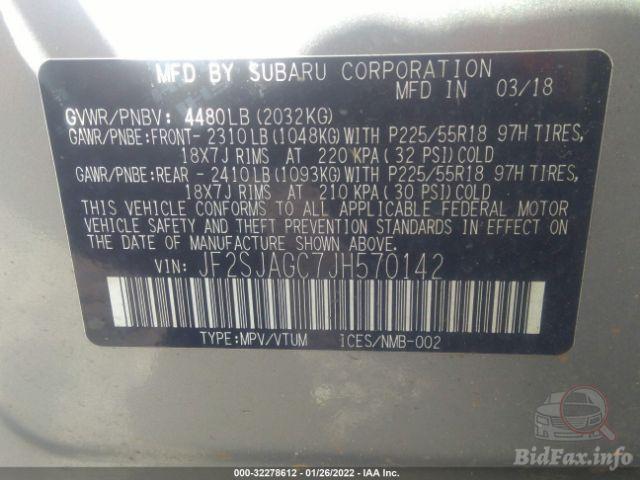 MFD BY SUBARU CORPORATION
MFD IN 03/18
GVWR/PNBV: 4480LB(2032KG)
GAWR/PNBE:FRONT- 2310LB(1048KG)WITH P225/55R18 97H TIRES,
18X7J RIMS AT 220 KPA(32 PSI)COLD
GAWR/PNBE:REAR - 2410LB(1093KG)WITH P225/55R18 97H TIRES,
18X7J RIMS AT 210 KPA(30 PSI)COLD
THIS VEHICLE CONFORMS TO ALL APPLICABLE FEDERAL MOTOR
VEHICLE SAFETY AND THEFT PREVENTION STANDARDS IN EFFECT
ON THE DATE OF MANUFACTURE SHOWN ABOVE.
VIN: JF2SJAGC7JH570142
TYPE:MPV/VTUM ICES/NMB-002
BidFax.info
000-32278612 - 01/26/2022 - IAA Inc.